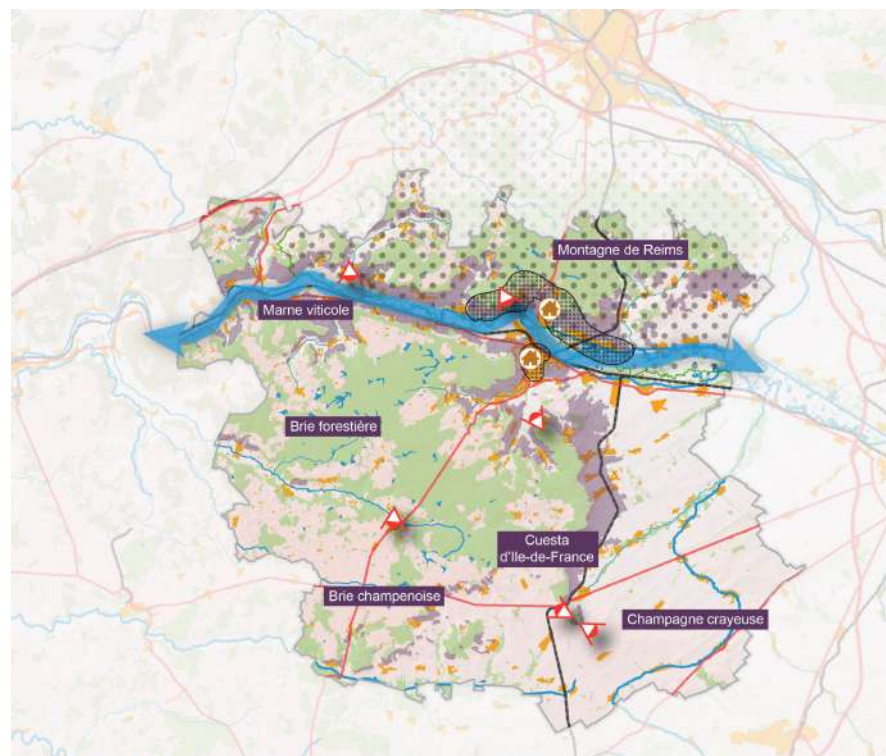 Montagne de Reims
Marne viticole
Brie forestière
Cuesta
d'Ile-de-France
Brie champenoise
Champagne crayeuse